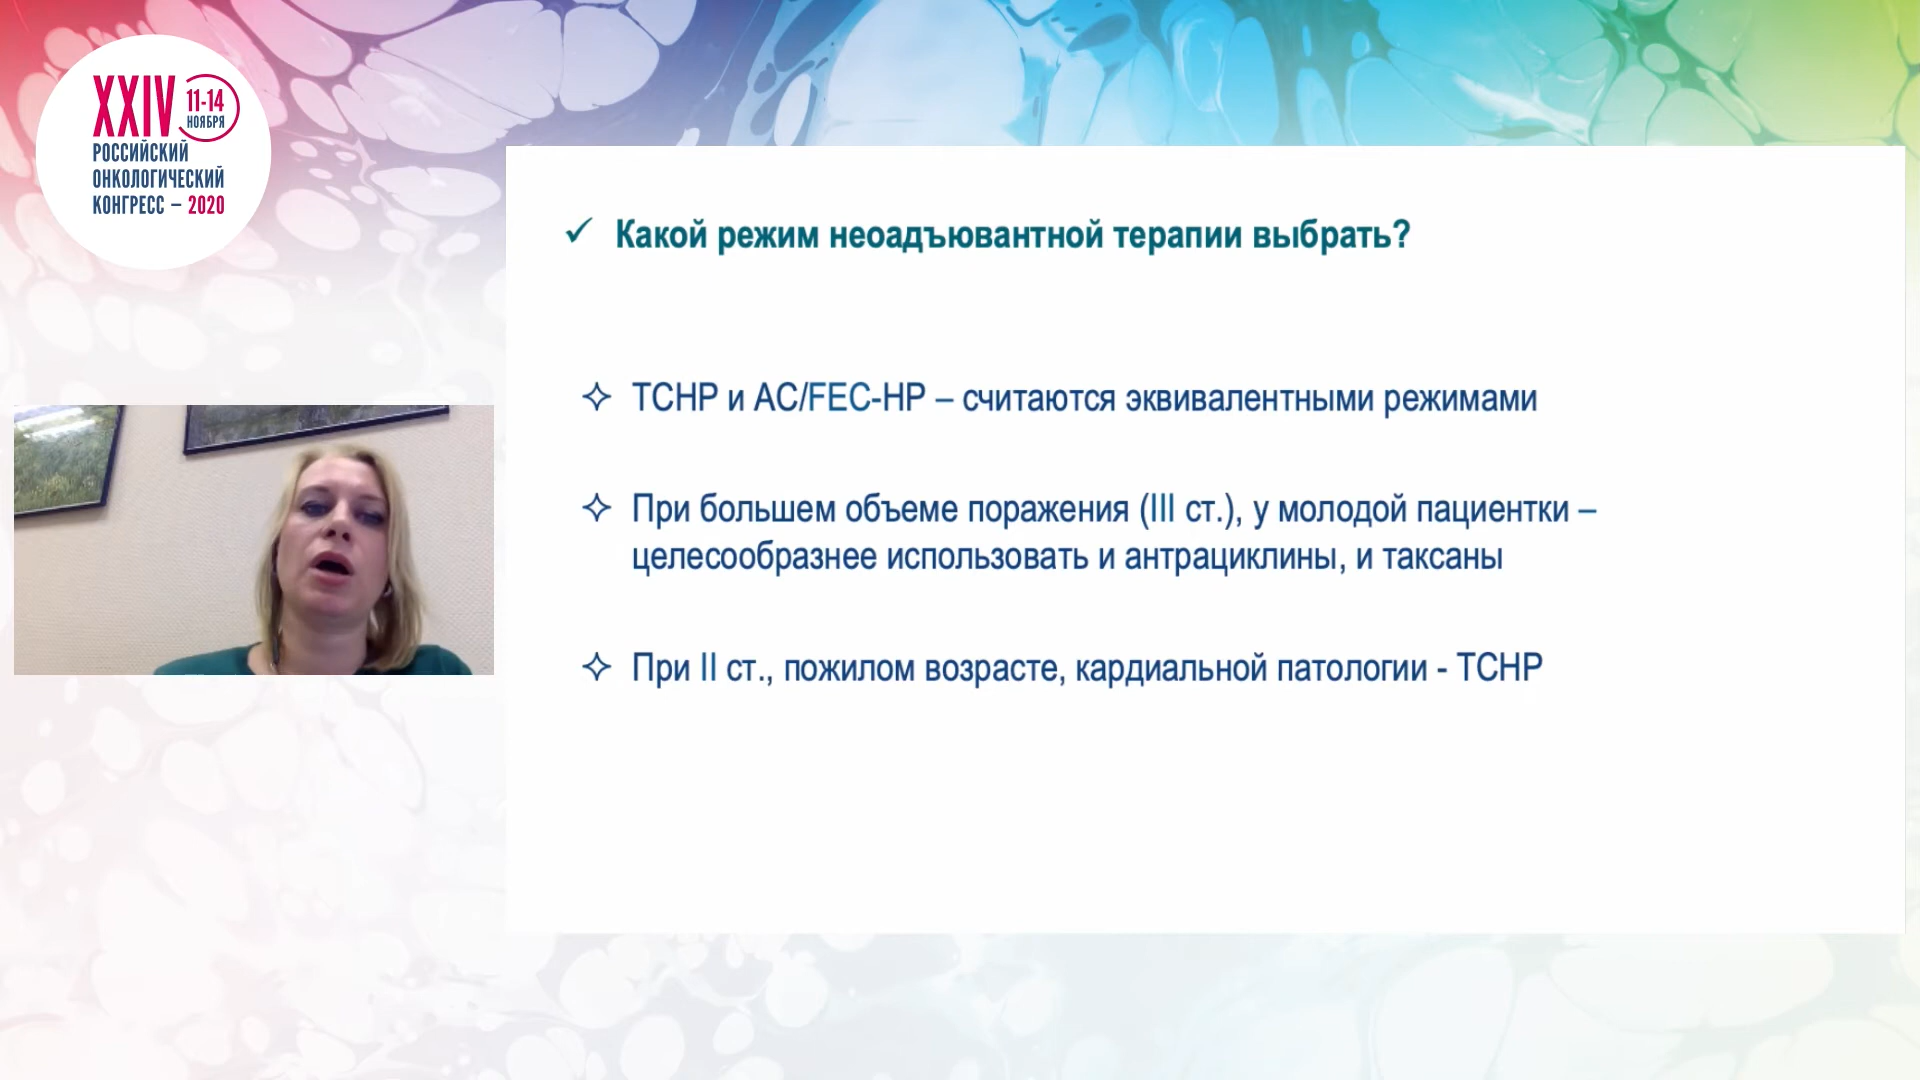 XXIV 11-14
НОЯБРЯ
РОССИЙСКИЙ
ОНКОЛОГИЧЕСКИЙ
КОНГРЕСС – 2020
Какой режим неоадъювантной терапии выбрать?
TCHP и AC/FEC-HP – считаются эквивалентными режимами
При большем объеме поражения (III ст.), у молодой пациентки –
целесообразнее использовать и антрациклины, и таксаны
При II ст., пожилом возрасте, кардиальной патологии - TCHP